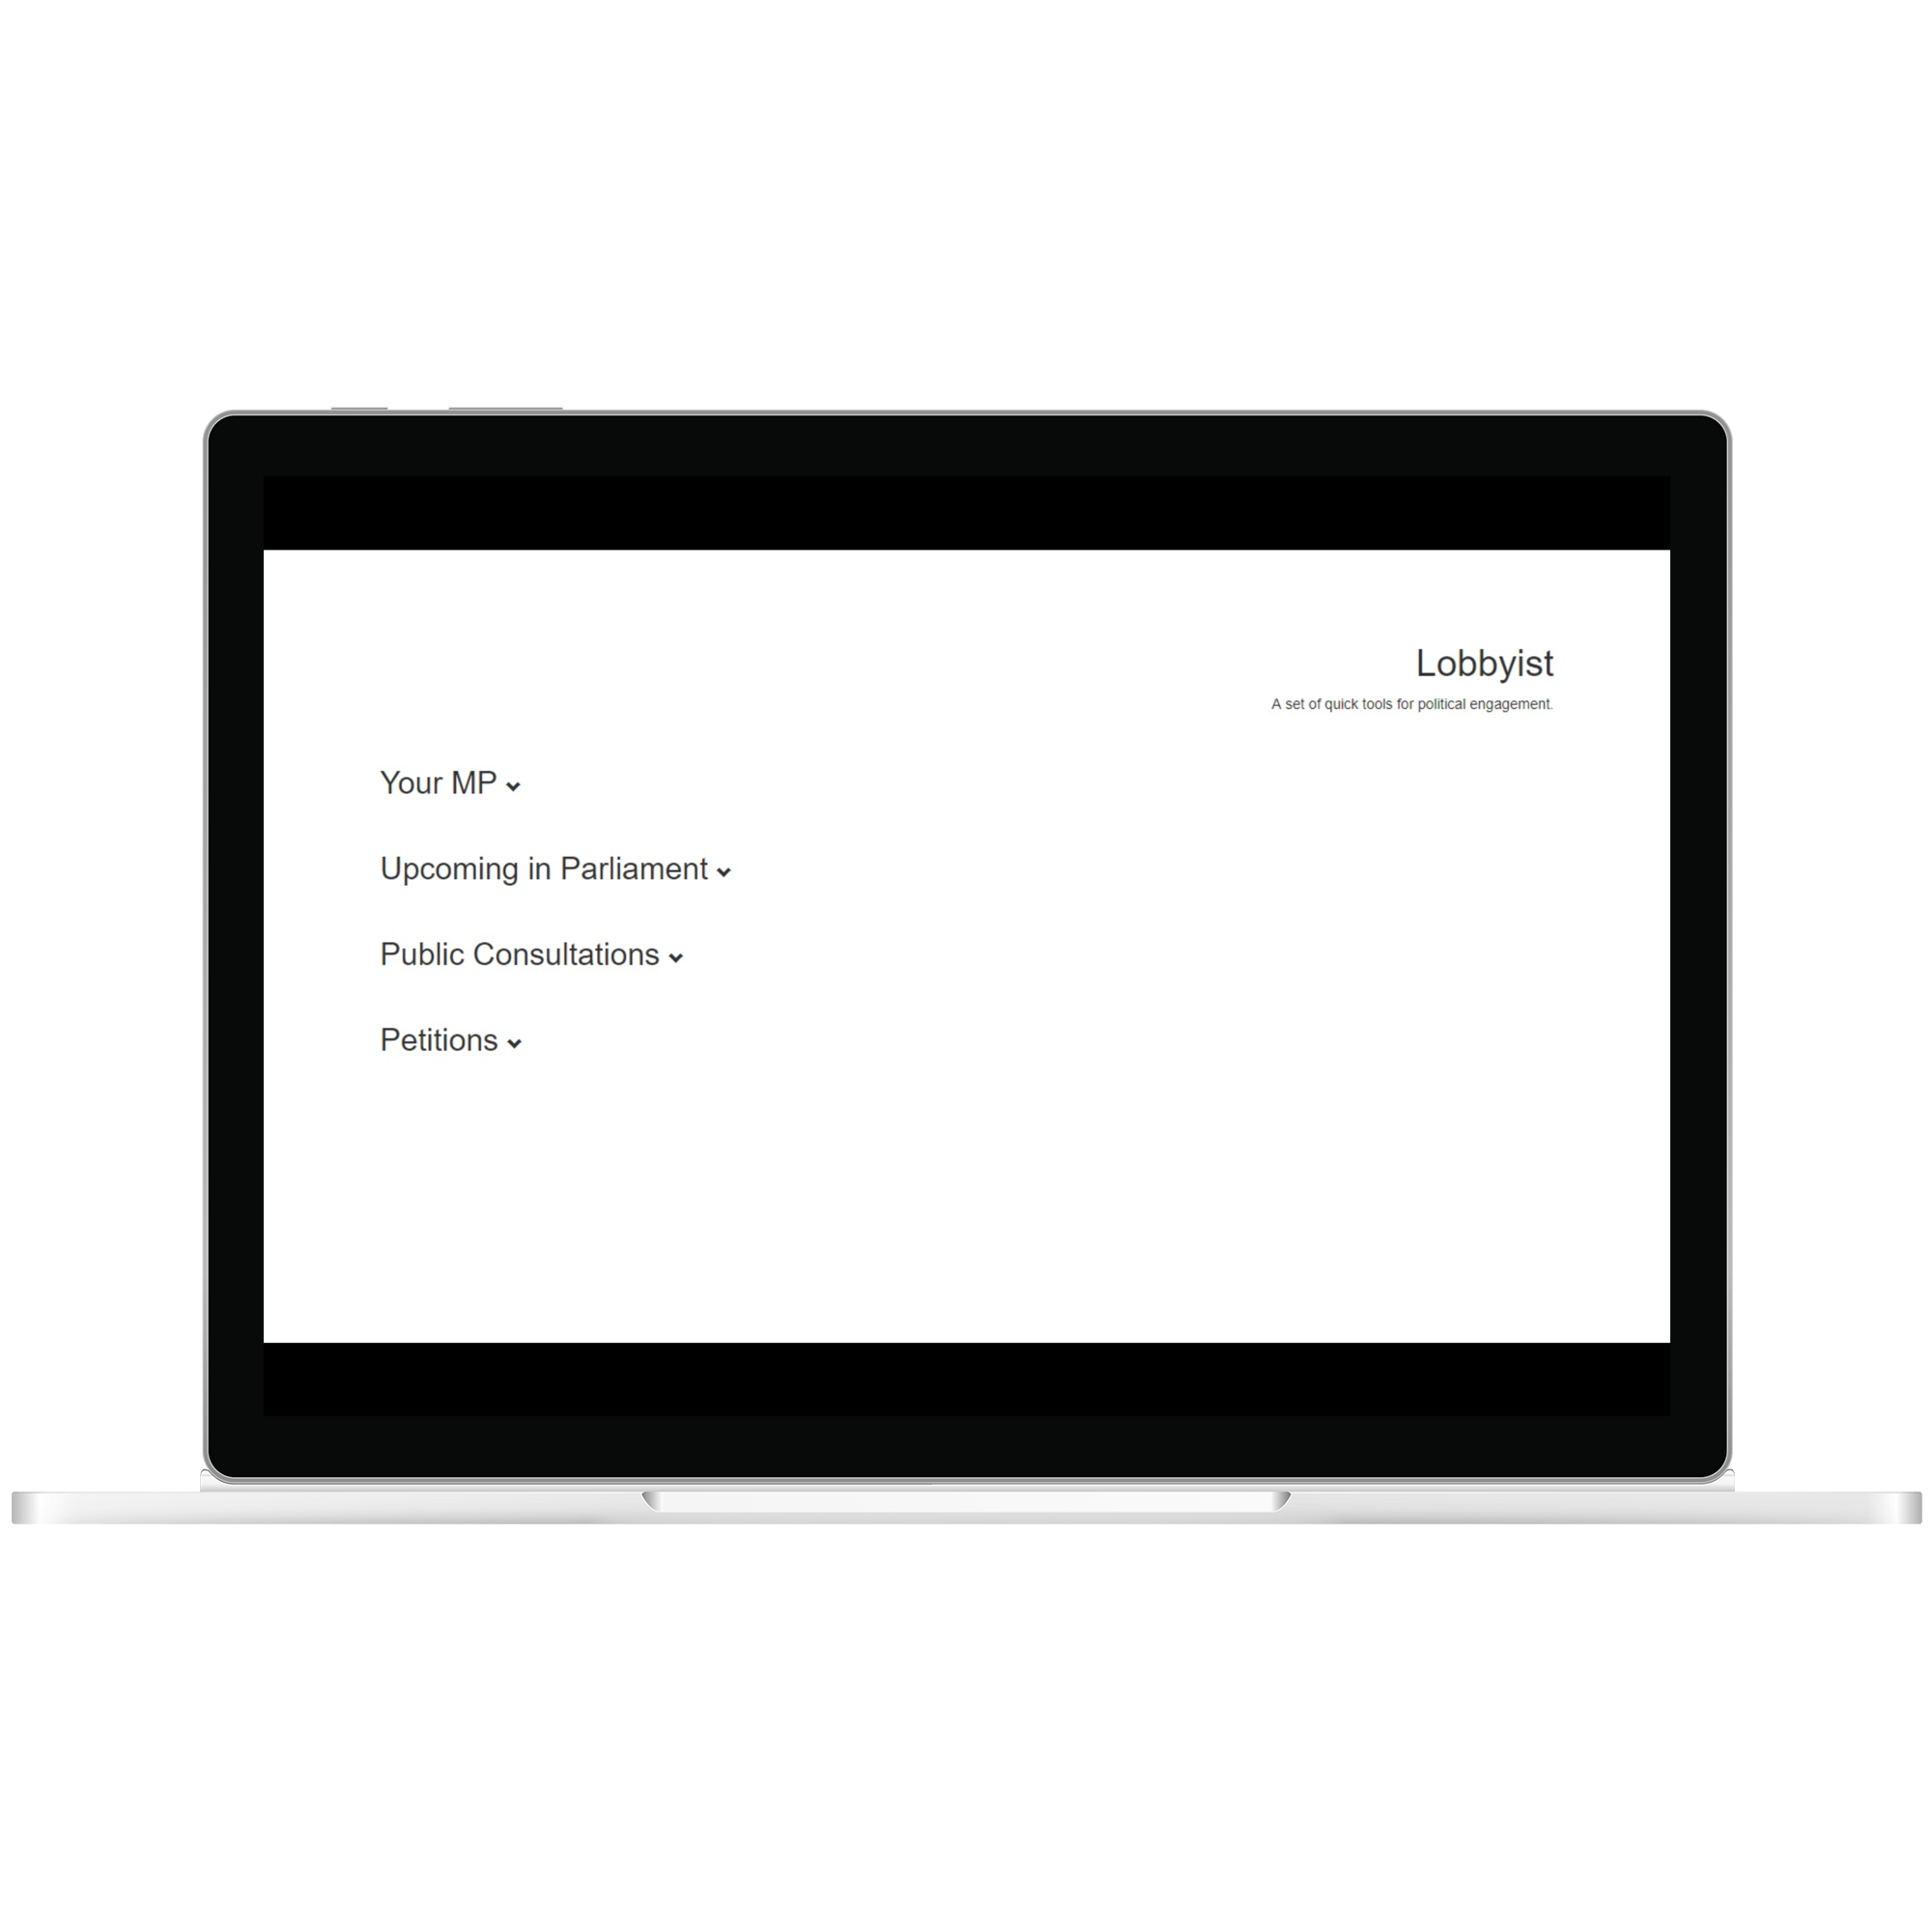 Lobbyist
A set of quick tools for political engagement.
Your MP
Upcoming in Parliament
Public Consultations
Petitions